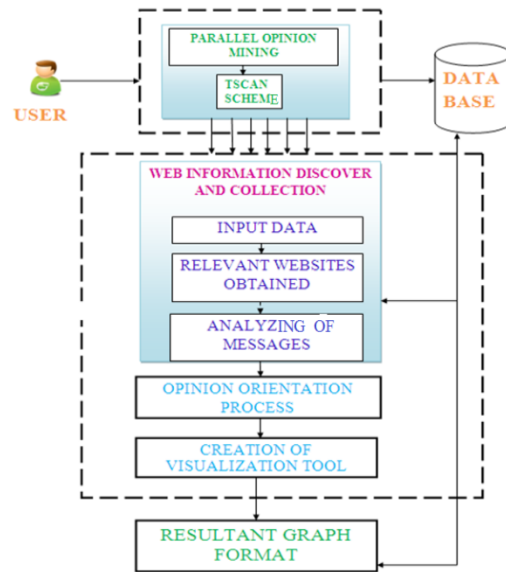 PARALLEL OPINION
MINING
TSCAN
SCHEME
USER
DATA
BASE
WEB INFORMATION DISCOVER
AND COLLECTION
INPUT DATA
RELEVANT WEBSITES
OBTAINED
ANALYZING OF
MESSAGES
OPINION ORIENTATION
PROCESS
CREATION OF
VISUALIZATION TOOL
RESULTANT GRAPH
FORMAT